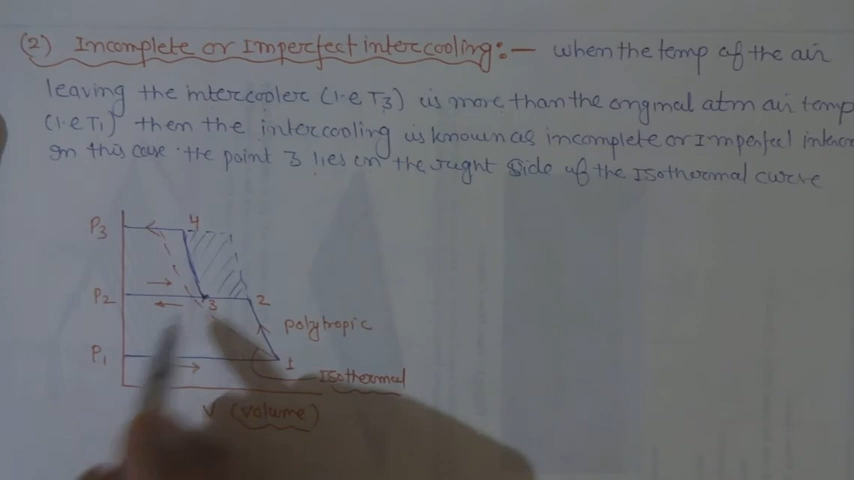 (2) Incomplete or Imperfect intercooling:— when the temp of the air
leaving the intercooler (i.e T3) is more than the original atm air temp
(i.e T1) then the intercooling is known as incomplete or Imperfect
In this case the point 3 lies on the right side of the Isothermal curve
P3
4
P2
3
2
polytropic
P1
1
Isothermal
V (volume)